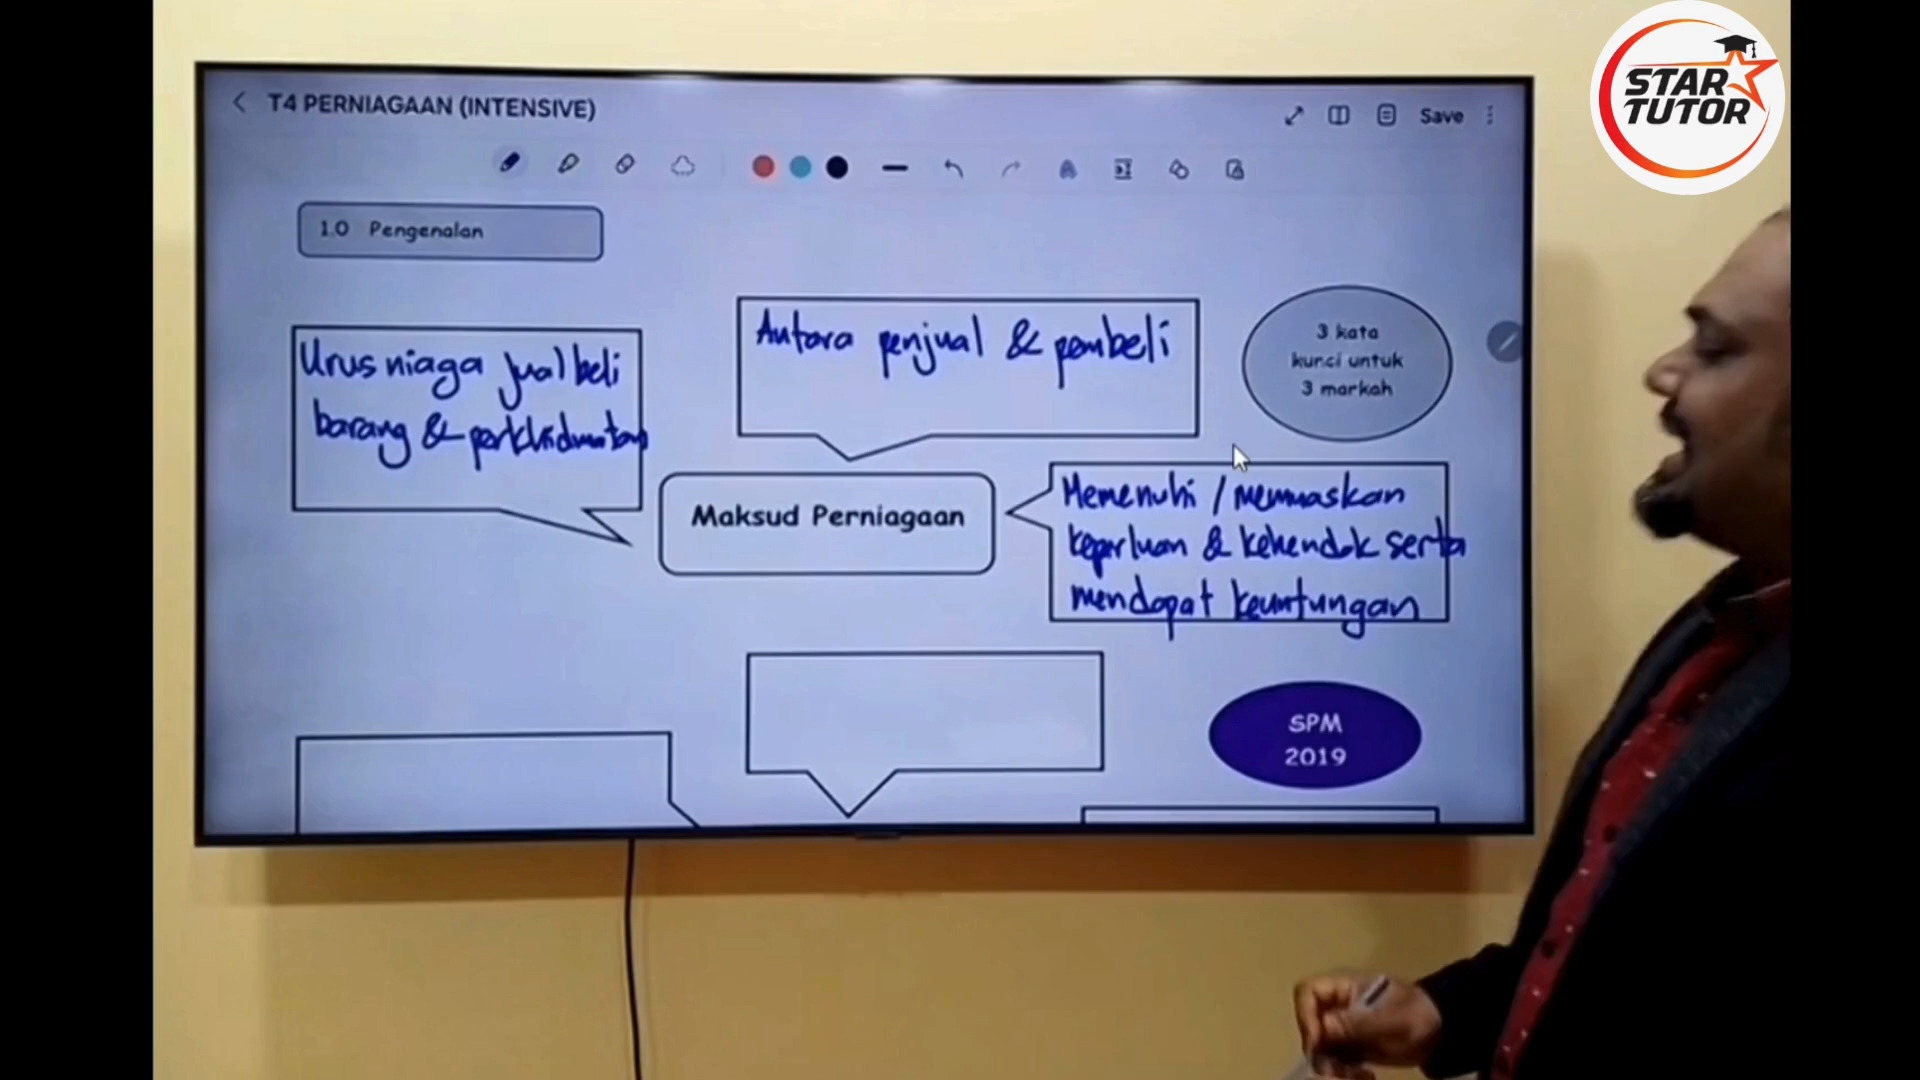 STAR
TUTOR
T4 PERNIAGAAN (INTENSIVE)
Save
1.0 Pengenalan
Urus niaga jual beli
barang & perkhidmatan
Antara penjual & pembeli
3 kata
kunci untuk
3 markah
Maksud Perniagaan
Memenuhi / memuaskan
keperluan & kehendak serta
mendapat keuntungan
SPM
2019